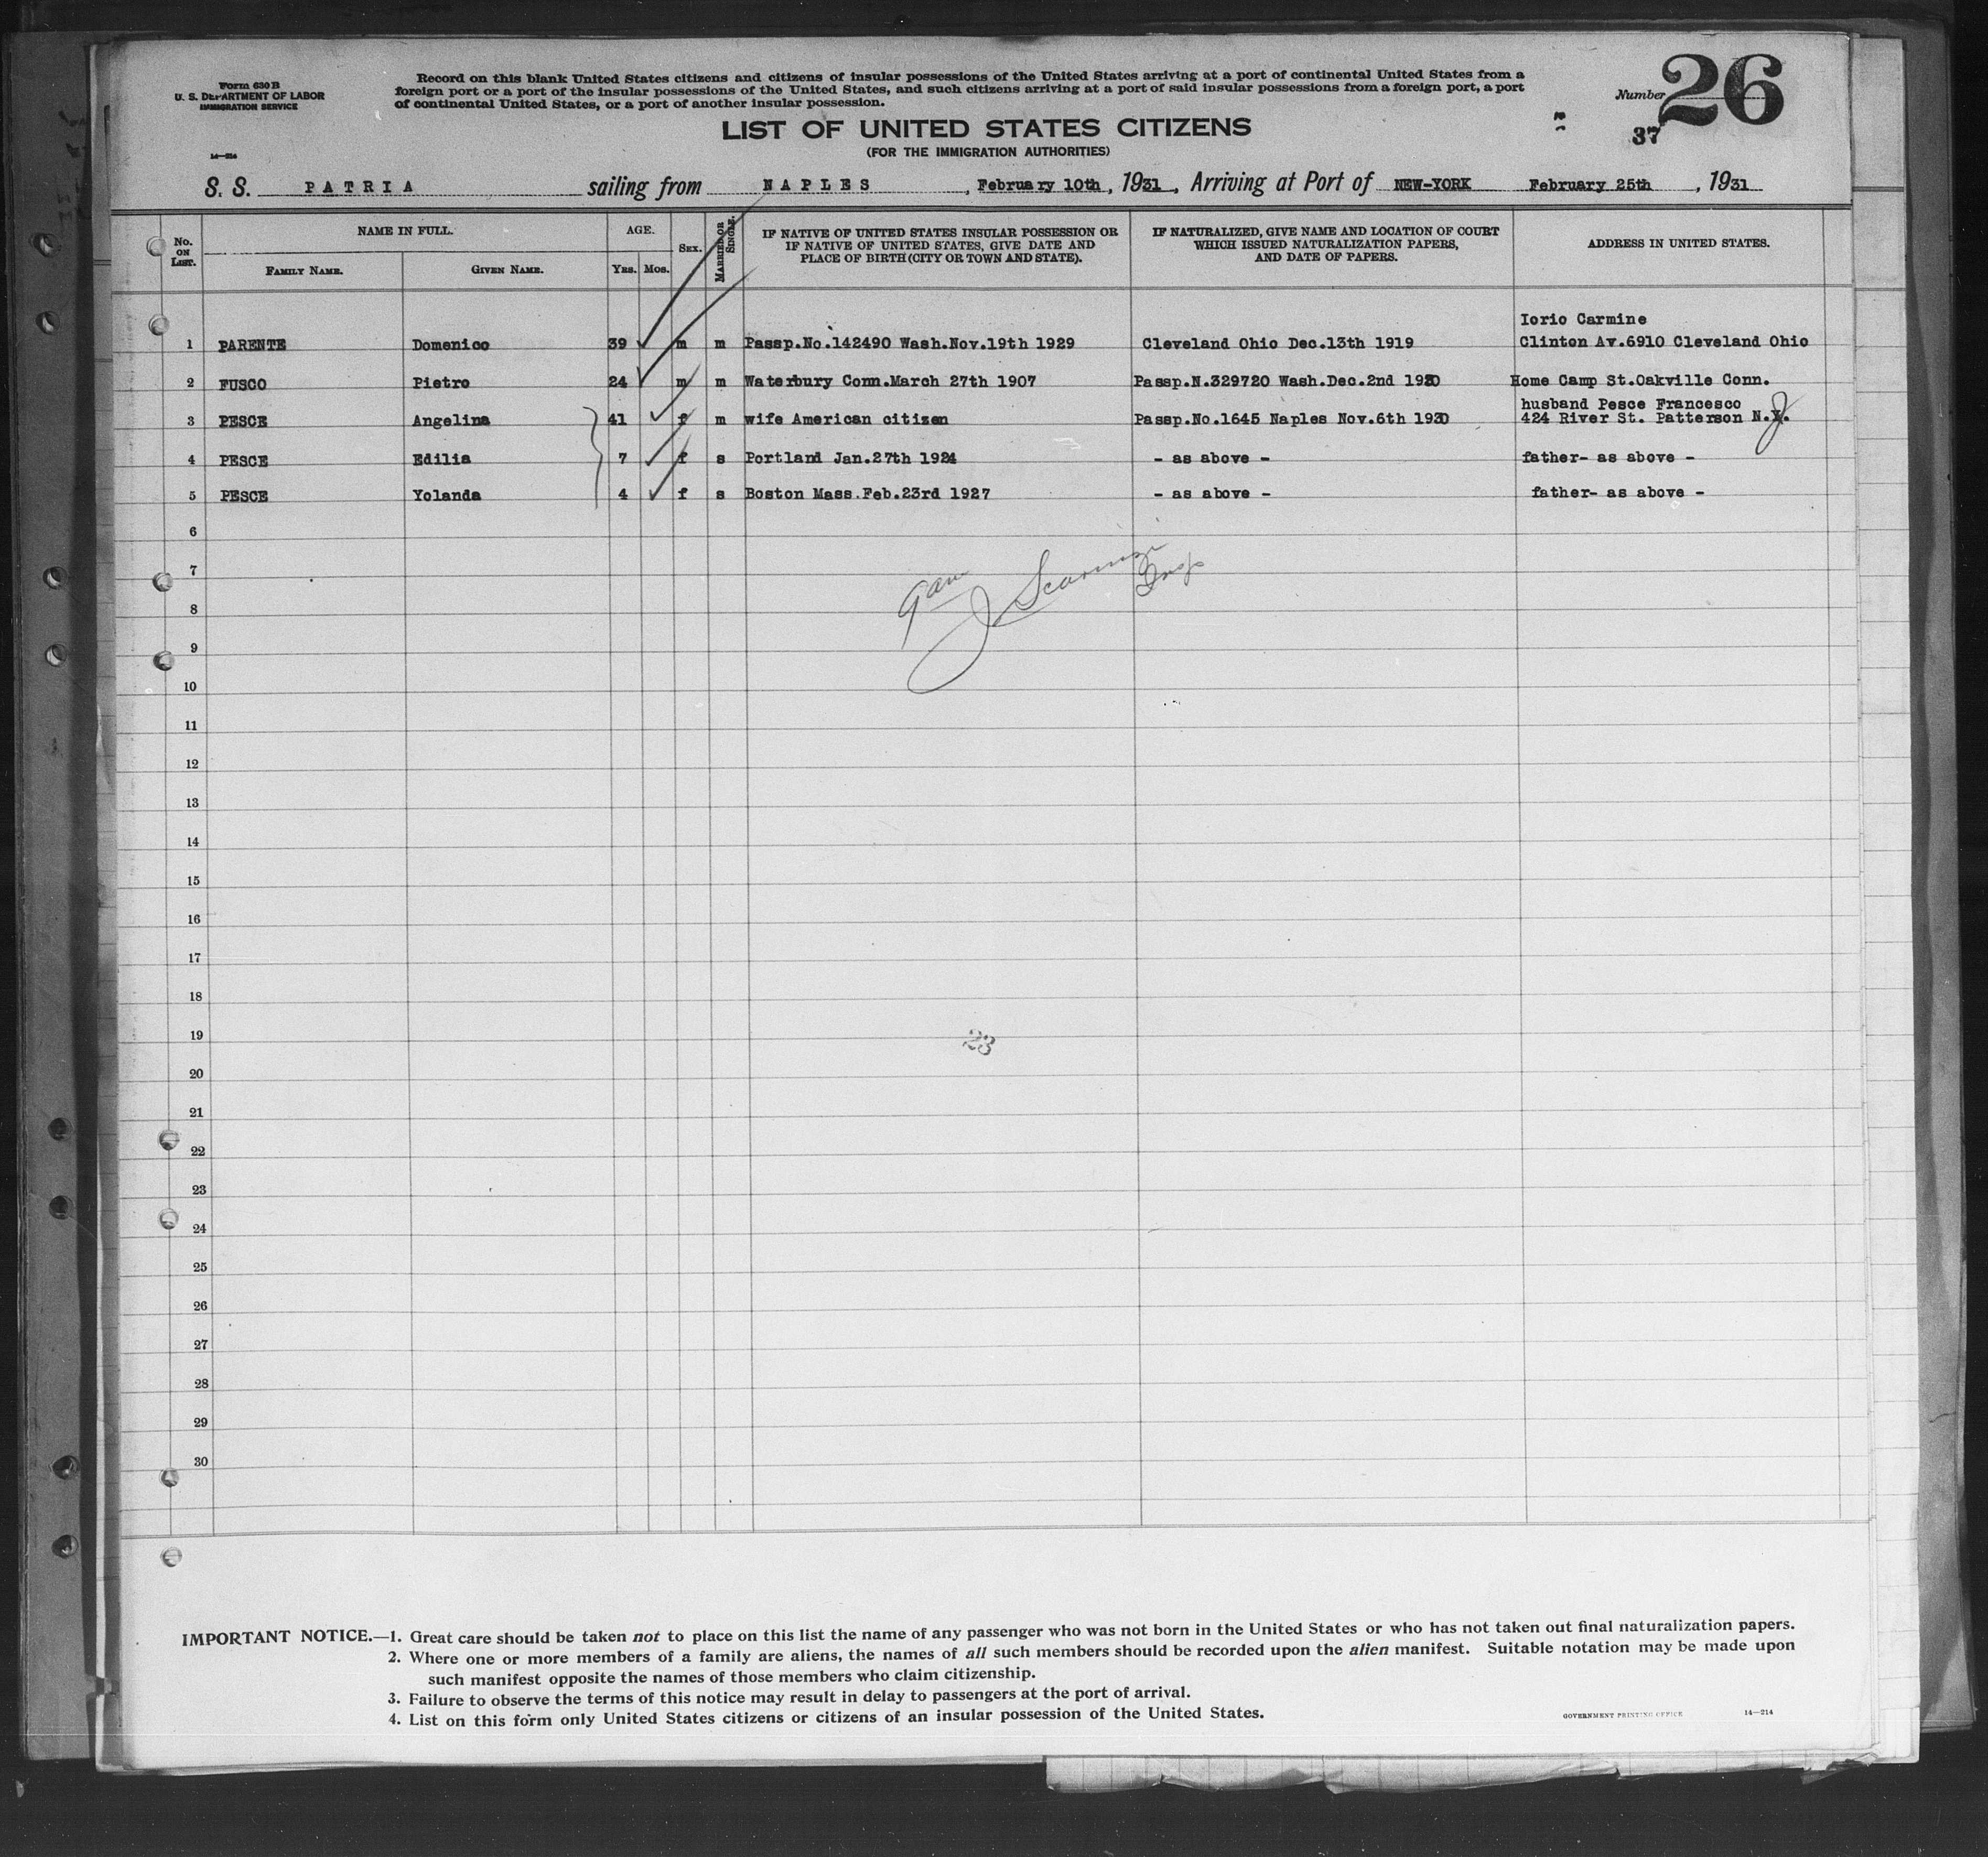 Form 630 B
U. S. DEPARTMENT OF LABOR
IMMIGRATION SERVICE
14—214
Record on this blank United States citizens and citizens of insular possessions of the United States arriving at a port of continental United States from a
foreign port or a port of the insular possessions of the United States, and such citizens arriving at a port of said insular possessions from a foreign port, a port
of continental United States, or a port of another insular possession.
Number 26
37
LIST OF UNITED STATES CITIZENS
(FOR THE IMMIGRATION AUTHORITIES)
S. S. PATRIA sailing from NAPLES, February 10th, 1931, Arriving at Port of NEW-YORK February 25th, 1931
No. ON LIST. NAME IN FULL. FAMILY NAME. GIVEN NAME. AGE. YRS. MOS. SEX. MARRIED OR SINGLE. IF NATIVE OF UNITED STATES INSULAR POSSESSION OR IF NATIVE OF UNITED STATES, GIVE DATE AND PLACE OF BIRTH (CITY OR TOWN AND STATE). IF NATURALIZED, GIVE NAME AND LOCATION OF COURT WHICH ISSUED NATURALIZATION PAPERS, AND DATE OF PAPERS. ADDRESS IN UNITED STATES.
Iorio Carmine
1 PARENTE Domenico 39 m m Passp.No.142490 Wash.Nov.19th 1929 Cleveland Ohio Dec.13th 1919 Clinton Av.6910 Cleveland Ohio
2 FUSCO Pietro 24 m m Waterbury Conn.March 27th 1907 Passp.N.329720 Wash.Dec.2nd 1930 Home Camp St.Oakville Conn.
husband Pesce Francesco
3 PESCE Angelina 41 f m wife American citizen Passp.No.1645 Naples Nov.6th 1930 424 River St. Patterson N.J.
4 PESCE Edilia 7 f s Portland Jan.27th 1924 - as above - father- as above -
5 PESCE Yolanda 4 f s Boston Mass.Feb.23rd 1927 - as above - father- as above -
6
7
8
9
10
11
12
13
14
15
16
17
18
19
23
20
21
22
23
24
25
26
27
28
29
30
IMPORTANT NOTICE.—1. Great care should be taken not to place on this list the name of any passenger who was not born in the United States or who has not taken out final naturalization papers.
2. Where one or more members of a family are aliens, the names of all such members should be recorded upon the alien manifest. Suitable notation may be made upon
such manifest opposite the names of those members who claim citizenship.
3. Failure to observe the terms of this notice may result in delay to passengers at the port of arrival.
4. List on this form only United States citizens or citizens of an insular possession of the United States.
GOVERNMENT PRINTING OFFICE 14—214